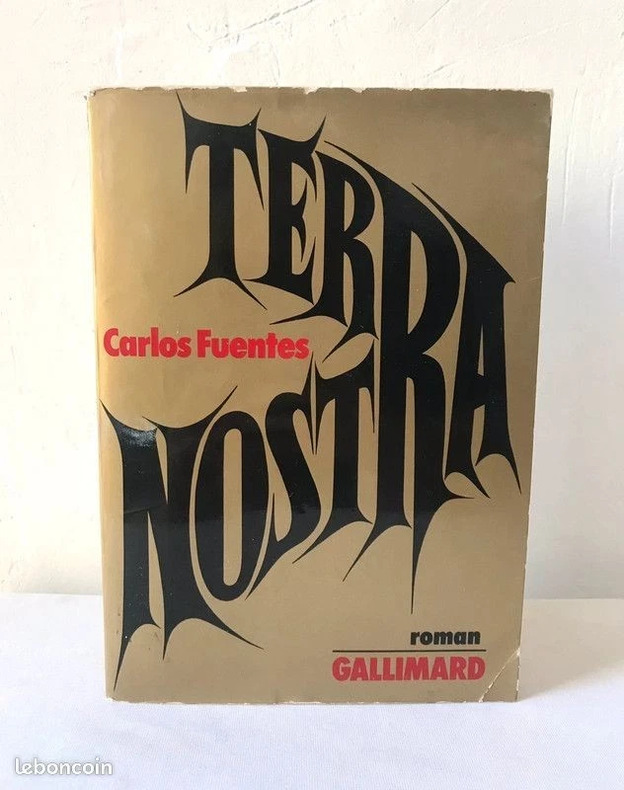 TERRA
Carlos Fuentes
NOSTRA
roman
GALLIMARD
leboncoin